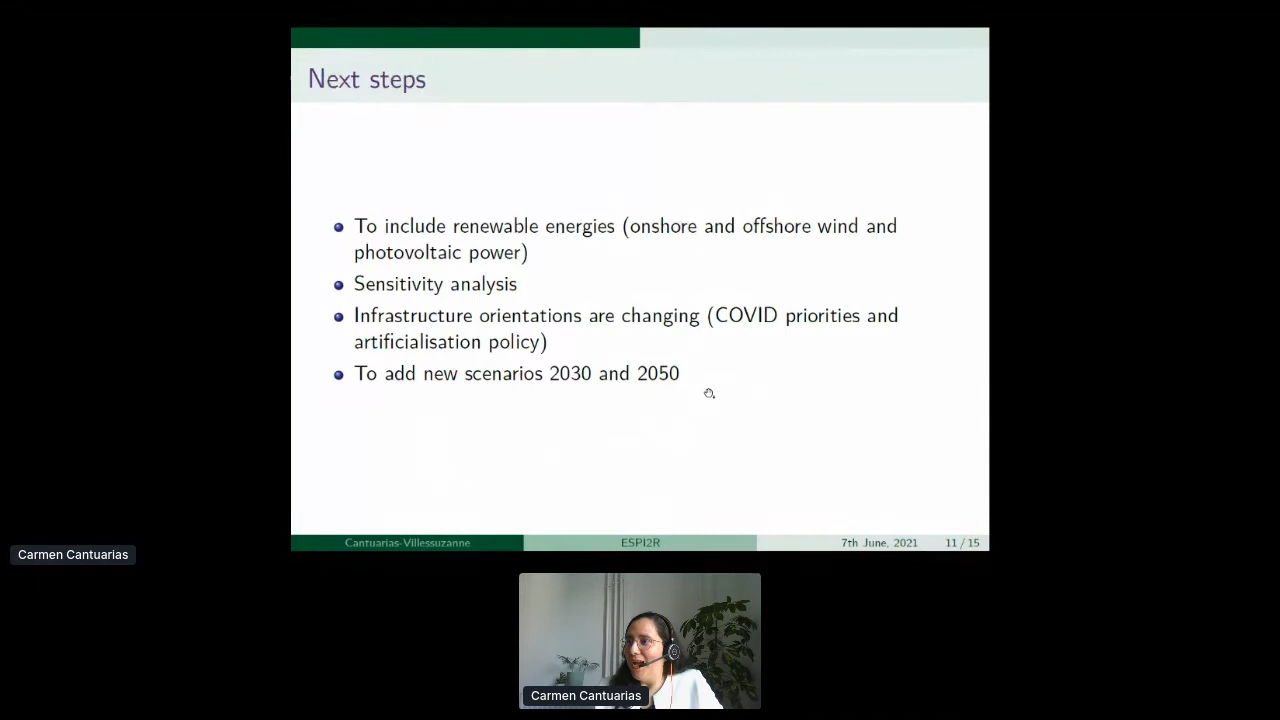 Next steps
To include renewable energies (onshore and offshore wind and
photovoltaic power)
Sensitivity analysis
Infrastructure orientations are changing (COVID priorities and
artificialisation policy)
To add new scenarios 2030 and 2050
Cantuarias-Villessuzanne ESPI2R 7th June, 2021 11 / 15
Carmen Cantuarias
Carmen Cantuarias